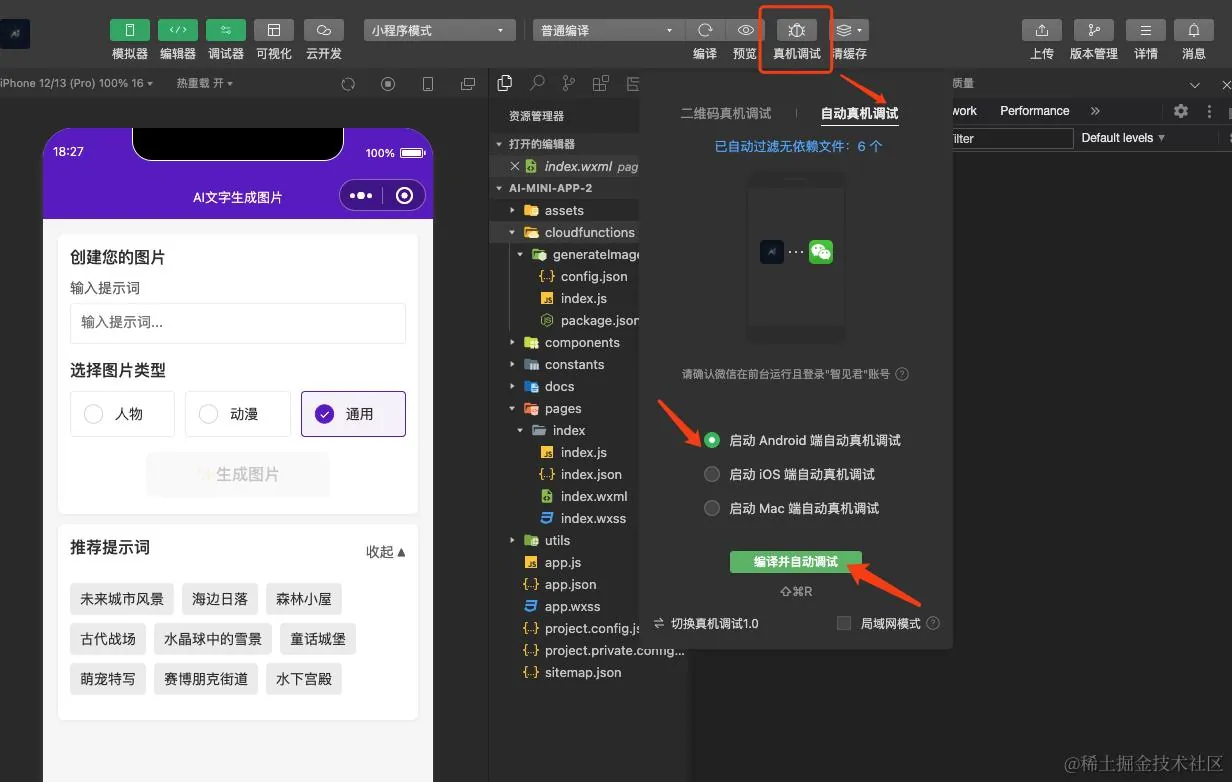 模拟器 编辑器 调试器 可视化 云开发
小程序模式 普通编译
编译 预览 真机调试 清缓存
上传 版本管理 详情 消息
iPhone 12/13 (Pro) 100% 16 热重载 开
18:27 100%
AI文字生成图片
创建您的图片
输入提示词
输入提示词...
选择图片类型
人物 动漫 通用
生成图片
推荐提示词 收起▲
未来城市风景 海边日落 森林小屋
古代战场 水晶球中的雪景 童话城堡
萌宠特写 赛博朋克街道 水下宫殿
资源管理器
打开的编辑器
index.wxml pag
AI-MINI-APP-2
assets
cloudfunctions
generateImage
{..} config.json
JS index.js
package.json
components
constants
docs
pages
index
JS index.js
{..} index.json
index.wxml
index.wxss
utils
JS app.js
{..} app.json
app.wxss
{..} project.config.js
{..} project.private.config...
{..} sitemap.json
二维码真机调试 自动真机调试
已自动过滤无依赖文件：6 个
AI ...
请确认微信在前台运行且登录"智见君"账号 ?
启动 Android 端自动真机调试
启动 iOS 端自动真机调试
启动 Mac 端自动真机调试
编译并自动调试
⇧⌘R
⇌ 切换真机调试1.0 局域网模式 ?
质量
work Performance »
ilter Default levels ▼
@稀土掘金技术社区